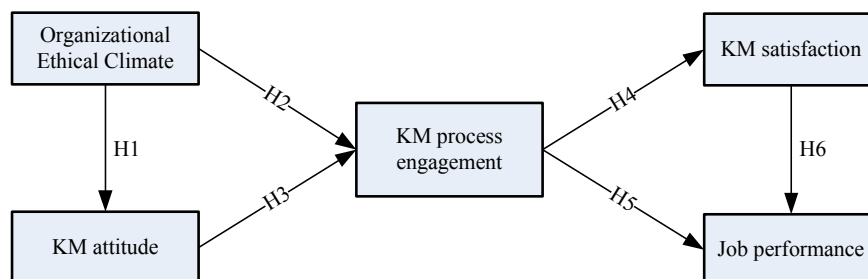 Organizational
Ethical Climate
KM satisfaction
H2
H4
KM process
engagement
H1
H6
H3
H5
KM attitude
Job performance